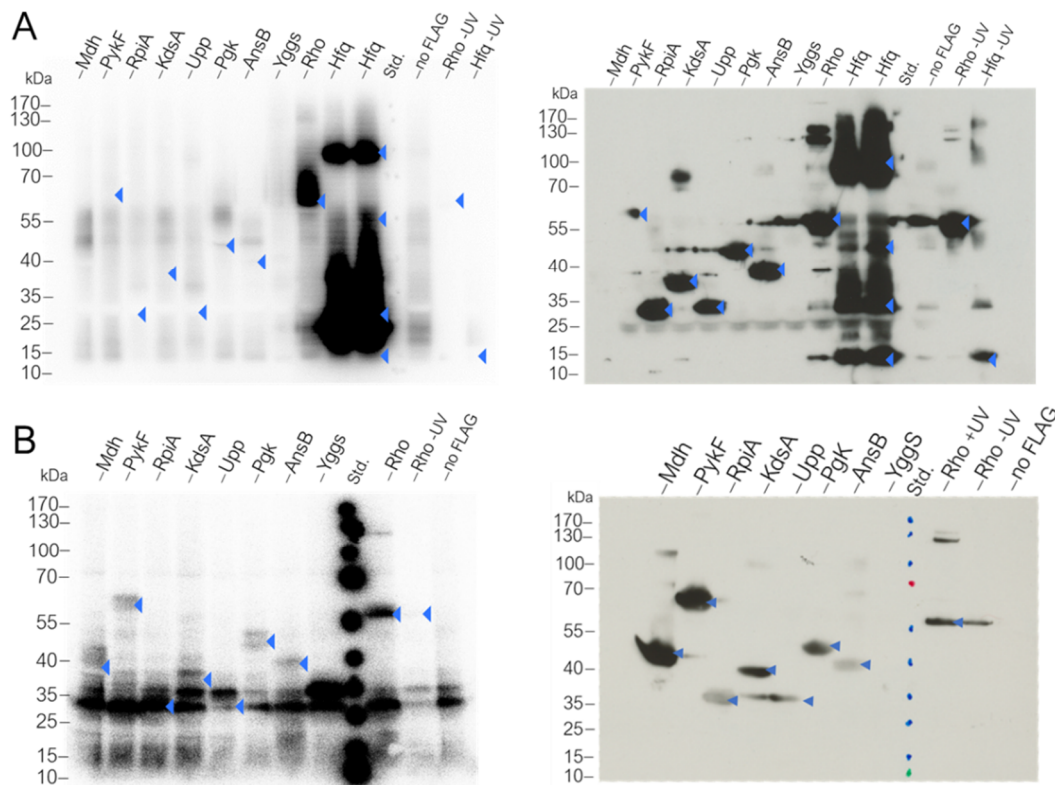 A
kDa
–Mdh
–PykF
–RpiA
–KdsA
–Upp
–Pgk
–AnsB
–Yggs
–Rho
–Hfq
–Hfq
Std.
–no FLAG
–Rho -UV
–Hfq -UV
170–
130–
100–
70–
55–
40–
35–
25–
15–
10–
kDa
–Mdh
–PykF
–RpiA
–KdsA
–Upp
–Pgk
–AnsB
–Yggs
–Rho
–Hfq
–Hfq
Std.
–no FLAG
–Rho -UV
–Hfq -UV
170–
130–
100–
70–
55–
40–
35–
25–
15–
10–
B
kDa
–Mdh
–PykF
–RpiA
–KdsA
–Upp
–Pgk
–AnsB
–Yggs
Std.
–Rho
–Rho -UV
–no FLAG
170–
130–
100–
70–
55–
40–
35–
25–
15–
10–
kDa
–Mdh
–PykF
–RpiA
–KdsA
–Upp
–PgK
–AnsB
–YggS
Std.
–Rho +UV
–Rho -UV
–no FLAG
170–
130–
100–
70–
55–
40–
35–
25–
15–
10–